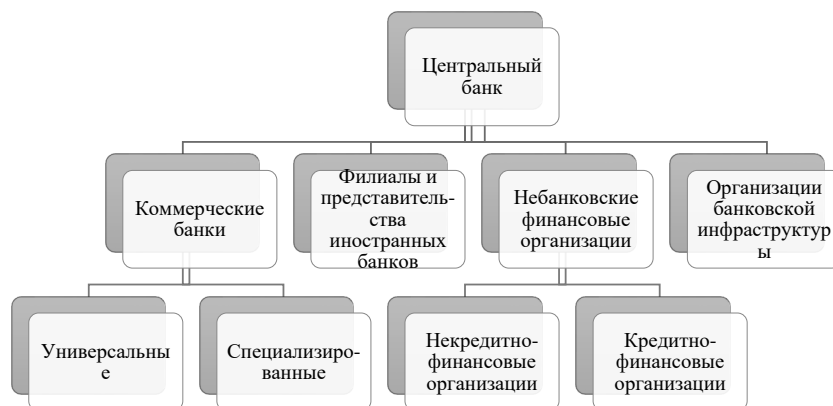 Центральный
банк
Коммерческие
банки
Филиалы и
представитель-
ства
иностранных
банков
Небанковские
финансовые
организации
Организации
банковской
инфраструктур
ы
Универсальны
е
Специализиро-
ванные
Некредитно-
финансовые
организации
Кредитно-
финансовые
организации